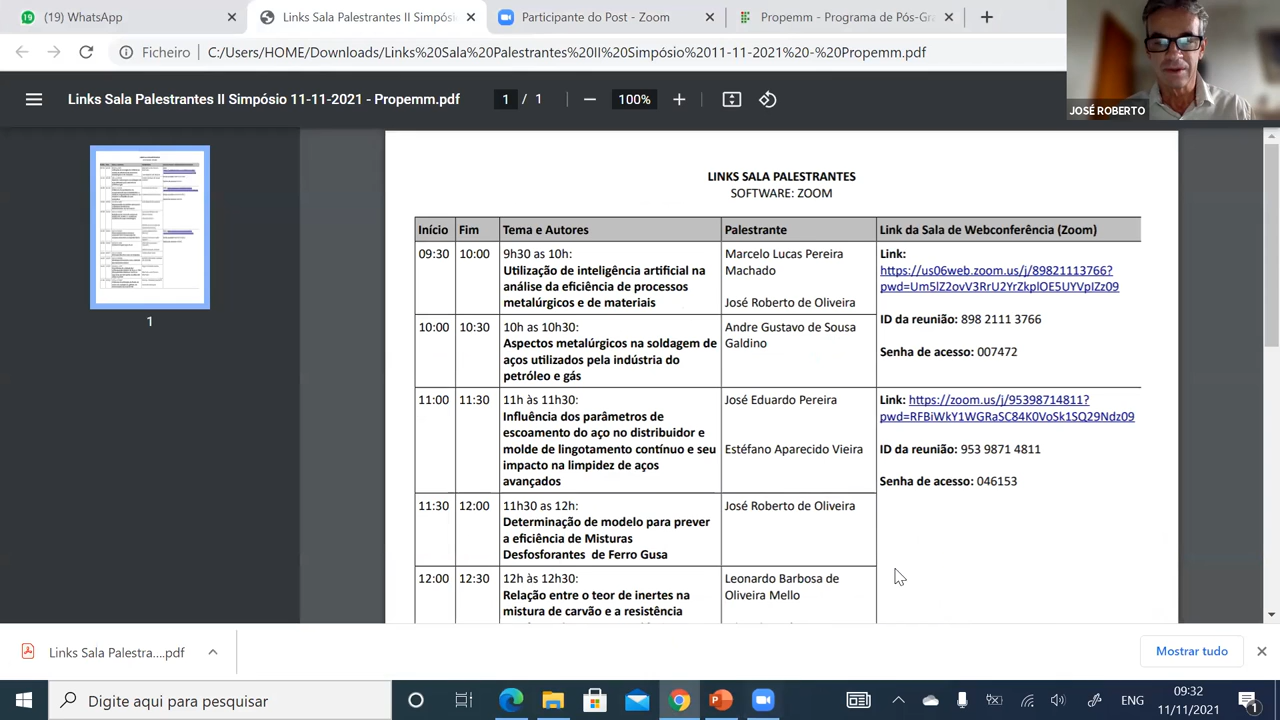 (19) WhatsApp
Links Sala Palestrantes II Simpósi
Participante do Post - Zoom
Propemm - Programa de Pós-Gra
Ficheiro
C:/Users/HOME/Downloads/Links%20Sala%20Palestrantes%20II%20Simpósio%2011-11-2021%20-%20Propemm.pdf
JOSÉ ROBERTO
Links Sala Palestrantes II Simpósio 11-11-2021 - Propemm.pdf
1 / 1
100%
1
LINKS SALA PALESTRANTES
SOFTWARE: ZOOM
Início Fim Tema e autores Palestrante Link da Sala de Webconferência (Zoom)
09:30 10:00 9h30 as 10h:
Utilização de inteligência artificial na
análise da eficiência de processos
metalúrgicos e de materiais
Marcelo Lucas Pereira
Machado
José Roberto de Oliveira
Link:
https://us06web.zoom.us/j/89821113766?
pwd=Um5lZ2ovV3RrU2YrZkplOE5UYVpIZz09
ID da reunião: 898 2111 3766
Senha de acesso: 007472
10:00 10:30 10h as 10h30:
Aspectos metalúrgicos na soldagem de
aços utilizados pela indústria do
petróleo e gás
Andre Gustavo de Sousa
Galdino
11:00 11:30 11h às 11h30:
Influência dos parâmetros de
escoamento do aço no distribuidor e
molde de lingotamento contínuo e seu
impacto na limpidez de aços
avançados
José Eduardo Pereira
Estéfano Aparecido Vieira
Link: https://zoom.us/j/95398714811?
pwd=RFBiWkY1WGRaSC84K0VoSk1SQ29Ndz09
ID da reunião: 953 9871 4811
Senha de acesso: 046153
11:30 12:00 11h30 as 12h:
Determinação de modelo para prever
a eficiência de Misturas
Desfosforantes de Ferro Gusa
José Roberto de Oliveira
12:00 12:30 12h às 12h30:
Relação entre o teor de inertes na
mistura de carvão e a resistência
Leonardo Barbosa de
Oliveira Mello
Links Sala Palestra....pdf
Mostrar tudo
Digite aqui para pesquisar
ENG
09:32
11/11/2021
1